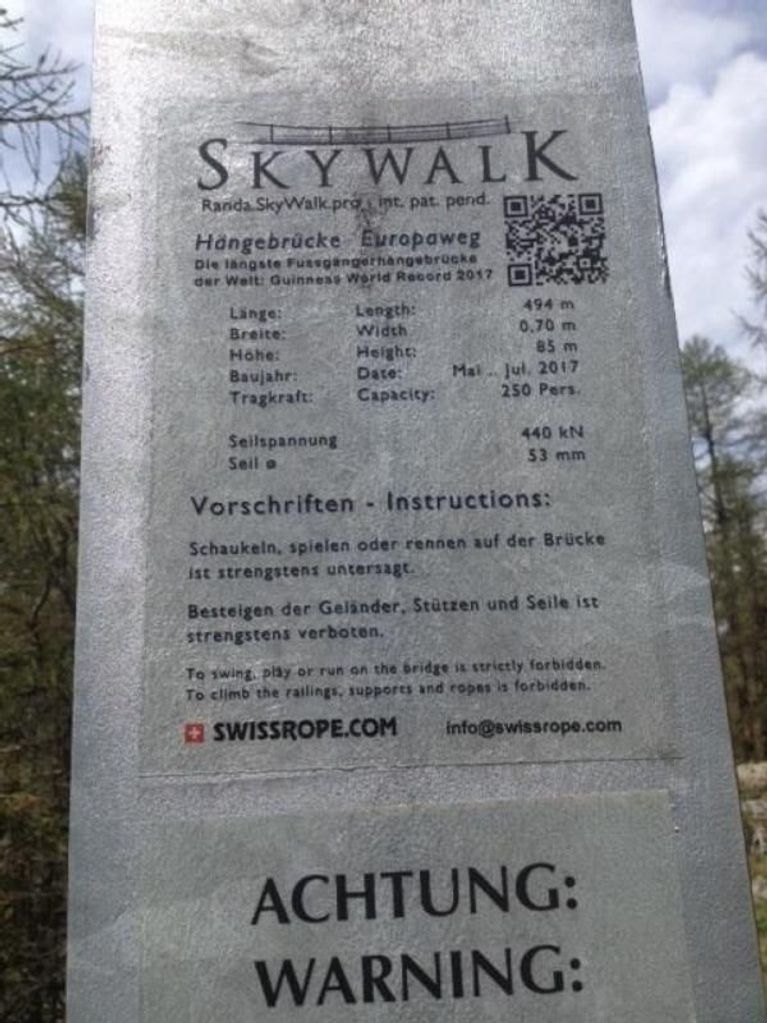 SKYWALK
Randa.SkyWalk.pro, int. pat. pend.
Hängebrücke Europaweg
Die längste Fussgängerhängebrücke
der Welt: Guinness World Record 2017
Länge: Length: 494 m
Breite: Width 0,70 m
Höhe: Height: 85 m
Baujahr: Date: Mai .. Jul. 2017
Tragkraft: Capacity: 250 Pers.
Seilspannung 440 kN
Seil ø 53 mm
Vorschriften - Instructions:
Schaukeln, spielen oder rennen auf der Brücke
ist strengstens untersagt.
Besteigen der Geländer, Stützen und Seile ist
strengstens verboten.
To swing, play or run on the bridge is strictly forbidden.
To climb the railings, supports and ropes is forbidden.
SWISSROPE.COM info@swissrope.com
ACHTUNG:
WARNING: